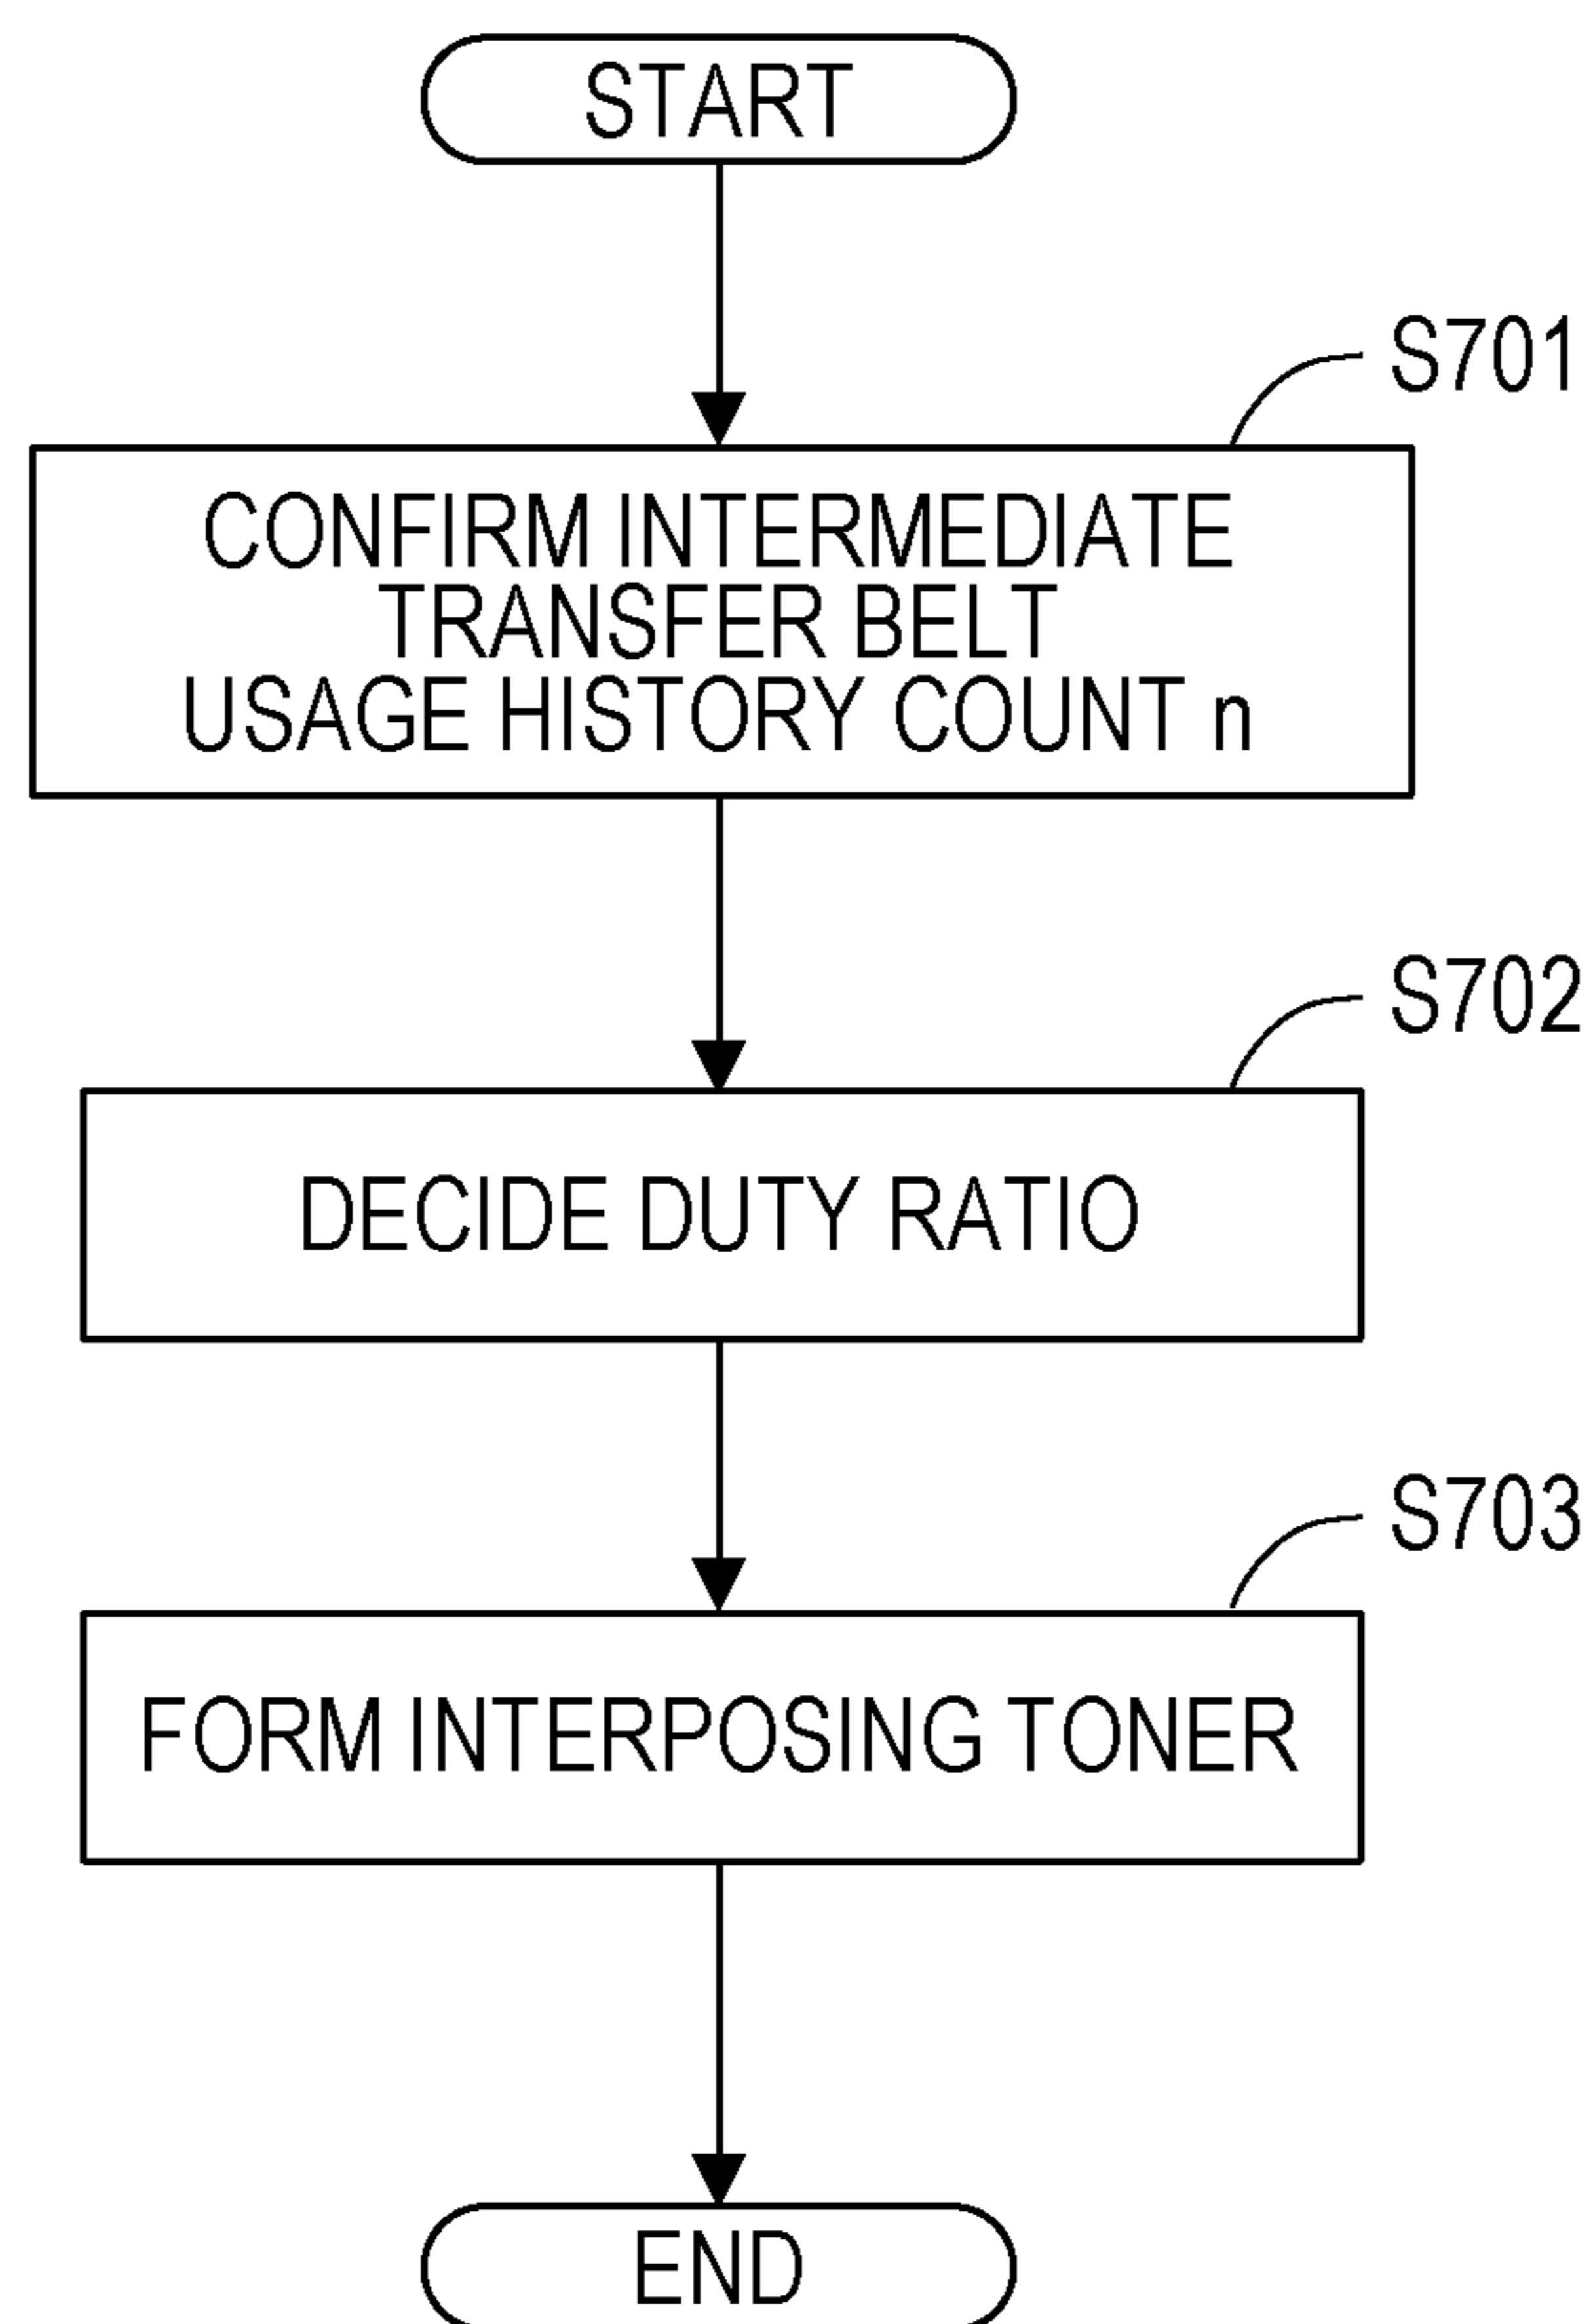 START
S701
CONFIRM INTERMEDIATE
TRANSFER BELT
USAGE HISTORY COUNT n
S702
DECIDE DUTY RATIO
S703
FORM INTERPOSING TONER
END